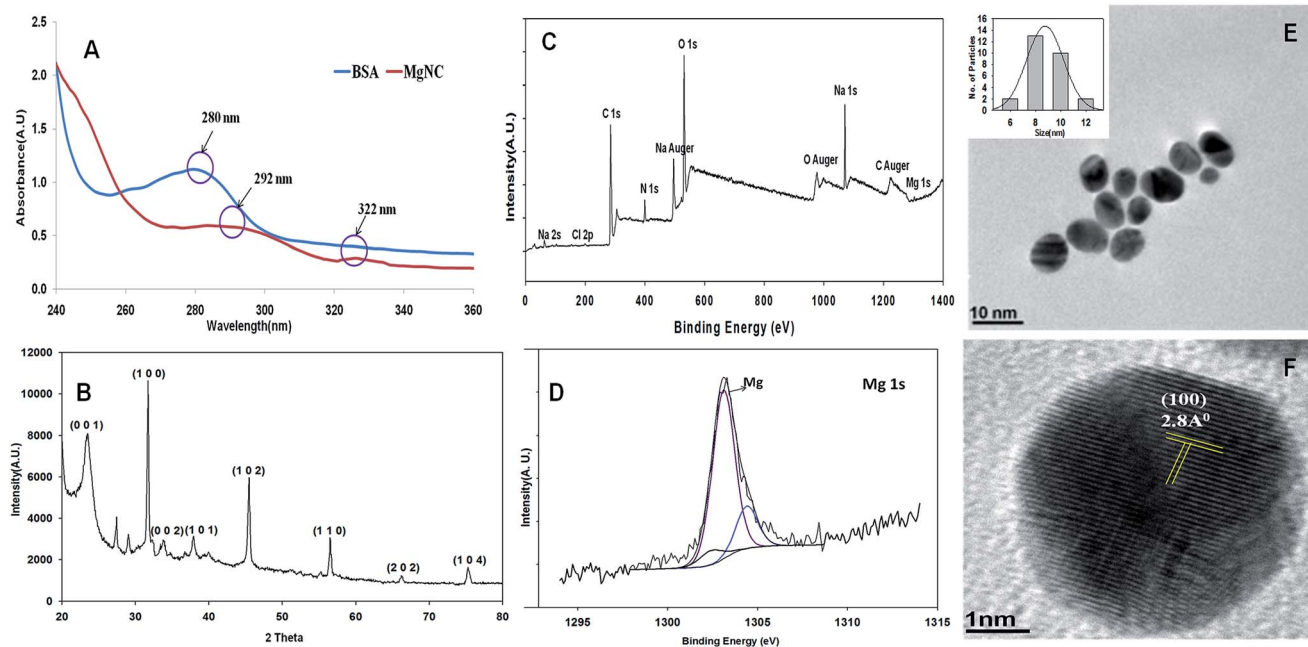 A
BSA
MgNC
280 nm
292 nm
322 nm
Absorbance(A.U)
2.5
2.0
1.5
1.0
0.5
0.0
240 260 280 300 320 340 360
Wavelength(nm)
B
(0 0 1)
(1 0 0)
(0 0 2)
(1 0 1)
(1 0 2)
(1 1 0)
(2 0 2)
(1 0 4)
Intensity(A.U.)
12000
10000
8000
6000
4000
2000
0
20 30 40 50 60 70 80
2 Theta
C
O 1s
C 1s
Na 1s
Na Auger
N 1s
O Auger
C Auger
Mg 1s
Na 2s
Cl 2p
Intensity(A.U.)
0 200 400 600 800 1000 1200 1400
Binding Energy (eV)
D
Mg
Mg 1s
Intensity(A. U.)
1295 1300 1305 1310 1315
Binding Energy (eV)
E
No. of Particles
16
14
12
10
8
6
4
2
0
6 8 10 12
Size(nm)
10 nm
F
(100)
2.8A⁰
1nm